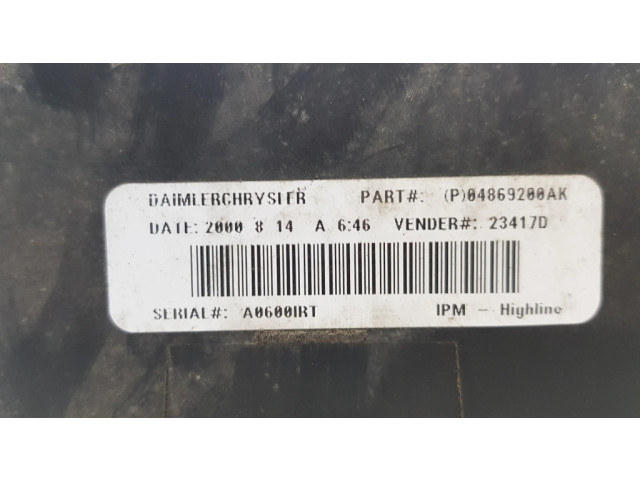 DAIMLERCHRYSLER PART#: (P)04869200AK
DATE: 2000 8 14 A 6:46 VENDER#: 23417D
SERIAL#: A0600IRT IPM - Highline